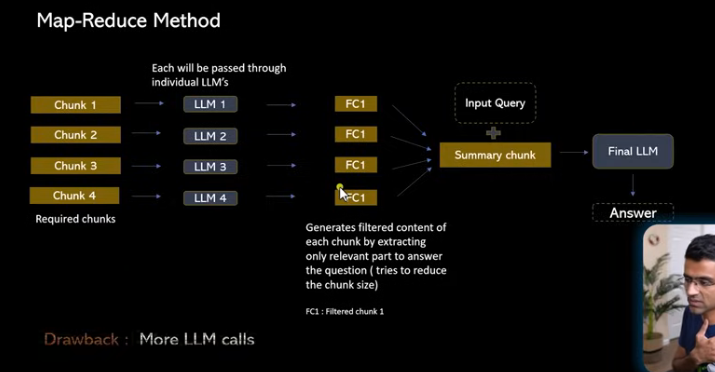 Map-Reduce Method
Each will be passed through
individual LLM's
Chunk 1
LLM 1
FC1
Chunk 2
LLM 2
FC1
Chunk 3
LLM 3
FC1
Chunk 4
LLM 4
FC1
Required chunks
Input Query
Summary chunk
Final LLM
Answer
Generates filtered content of
each chunk by extracting
only relevant part to answer
the question ( tries to reduce
the chunk size)
FC1 : Filtered chunk 1
Drawback : More LLM calls